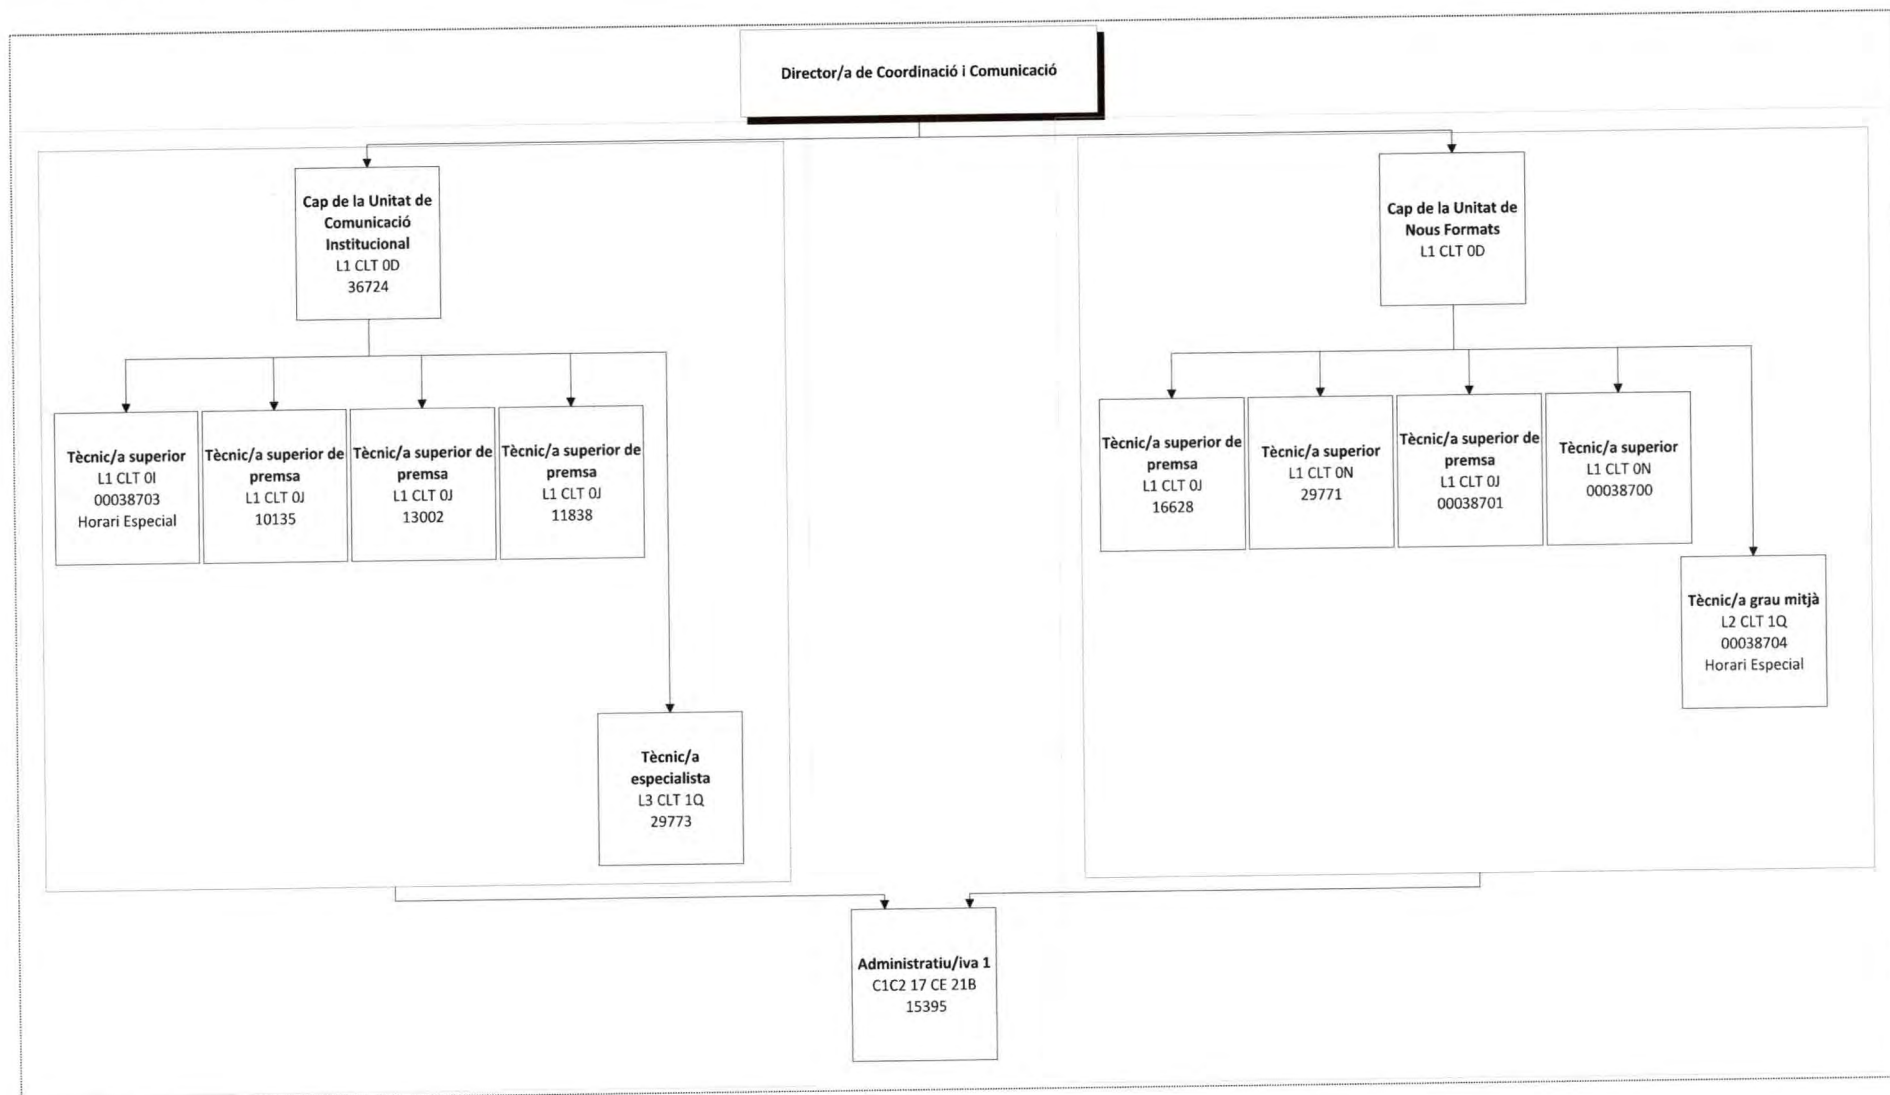 Director/a de Coordinació i Comunicació
Cap de la Unitat de
Comunicació
Institucional
L1 CLT 0D
36724
Cap de la Unitat de
Nous Formats
L1 CLT 0D
Tècnic/a superior
L1 CLT 0I
00038703
Horari Especial
Tècnic/a superior de
premsa
L1 CLT 0J
10135
Tècnic/a superior de
premsa
L1 CLT 0J
13002
Tècnic/a superior de
premsa
L1 CLT 0J
11838
Tècnic/a superior de
premsa
L1 CLT 0J
16628
Tècnic/a superior
L1 CLT 0N
29771
Tècnic/a superior de
premsa
L1 CLT 0J
00038701
Tècnic/a superior
L1 CLT 0N
00038700
Tècnic/a grau mitjà
L2 CLT 1Q
00038704
Horari Especial
Tècnic/a
especialista
L3 CLT 1Q
29773
Administratiu/iva 1
C1C2 17 CE 21B
15395